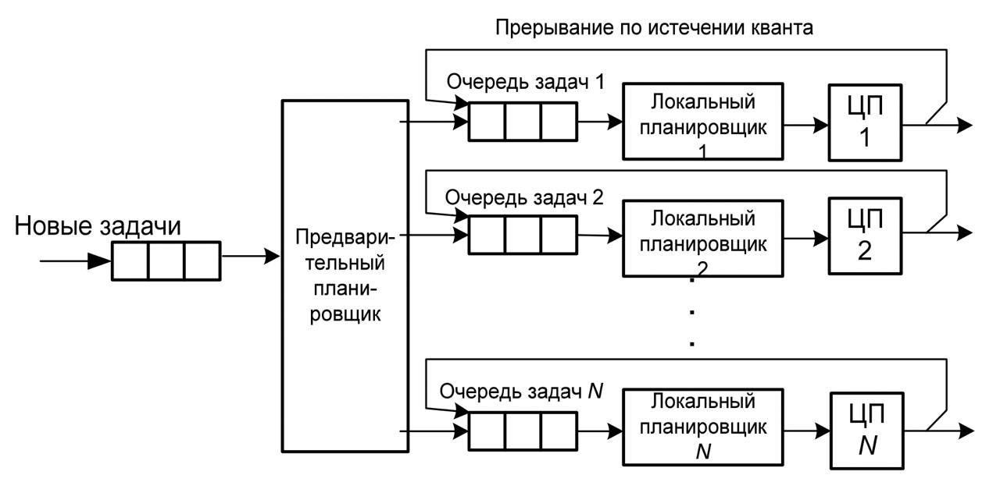 Прерывание по истечении кванта
Очередь задач 1
Локальный
планировщик
1
ЦП
1
Очередь задач 2
Локальный
планировщик
2
ЦП
2
Новые задачи
Предвари-
тельный
плани-
ровщик
Очередь задач N
Локальный
планировщик
N
ЦП
N